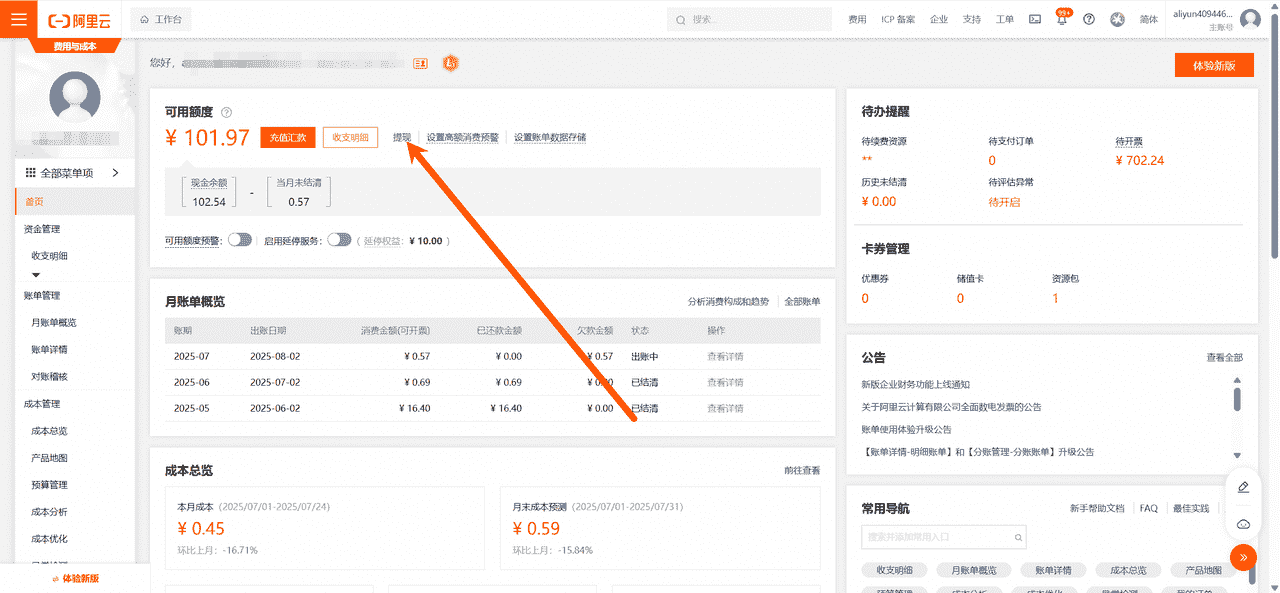 阿里云
工作台
搜索...
费用 ICP 备案 企业 支持 工单 99+ 简体 aliyun409446...
主账号
费用与成本
您好,
体验新版
全部菜单项
首页
资金管理
收支明细
账单管理
月账单概览
账单详情
对账稽核
成本管理
成本总览
产品地图
预算管理
成本分析
成本优化
体验新版
可用额度
¥ 101.97 充值汇款 收支明细 提现 设置高额消费预警 设置账单数据存储
现金余额 - 当月未结清
102.54 0.57
可用额度预警: 启用延停服务: ( 延停权益: ¥ 10.00 )
月账单概览 分析消费构成和趋势 全部账单
账期 出账日期 消费金额(可开票) 已还款金额 欠款金额 状态 操作
2025-07 2025-08-02 ¥ 0.57 ¥ 0.00 ¥ 0.57 出账中 查看详情
2025-06 2025-07-02 ¥ 0.69 ¥ 0.69 已结清 查看详情
2025-05 2025-06-02 ¥ 16.40 ¥ 16.40 ¥ 0.00 已结清 查看详情
成本总览 前往查看
本月成本 (2025/07/01-2025/07/24)
¥ 0.45
环比上月: -16.71%
月末成本预测 (2025/07/01-2025/07/31)
¥ 0.59
环比上月: -15.84%
待办提醒
待续费资源 待支付订单 待开票
** 0 ¥ 702.24
历史未结清 待评估异常
¥ 0.00 待开启
卡券管理
优惠券 储值卡 资源包
0 0 1
公告 查看全部
新版企业财务功能上线通知
关于阿里云计算有限公司全面数电发票的公告
账单使用体验升级公告
【账单详情-明细账单】和【分账管理-分账账单】升级公告
常用导航 新手帮助文档 FAQ 最佳实践
搜索并添加常用入口
收支明细 月账单概览 账单详情 成本总览 产品地图